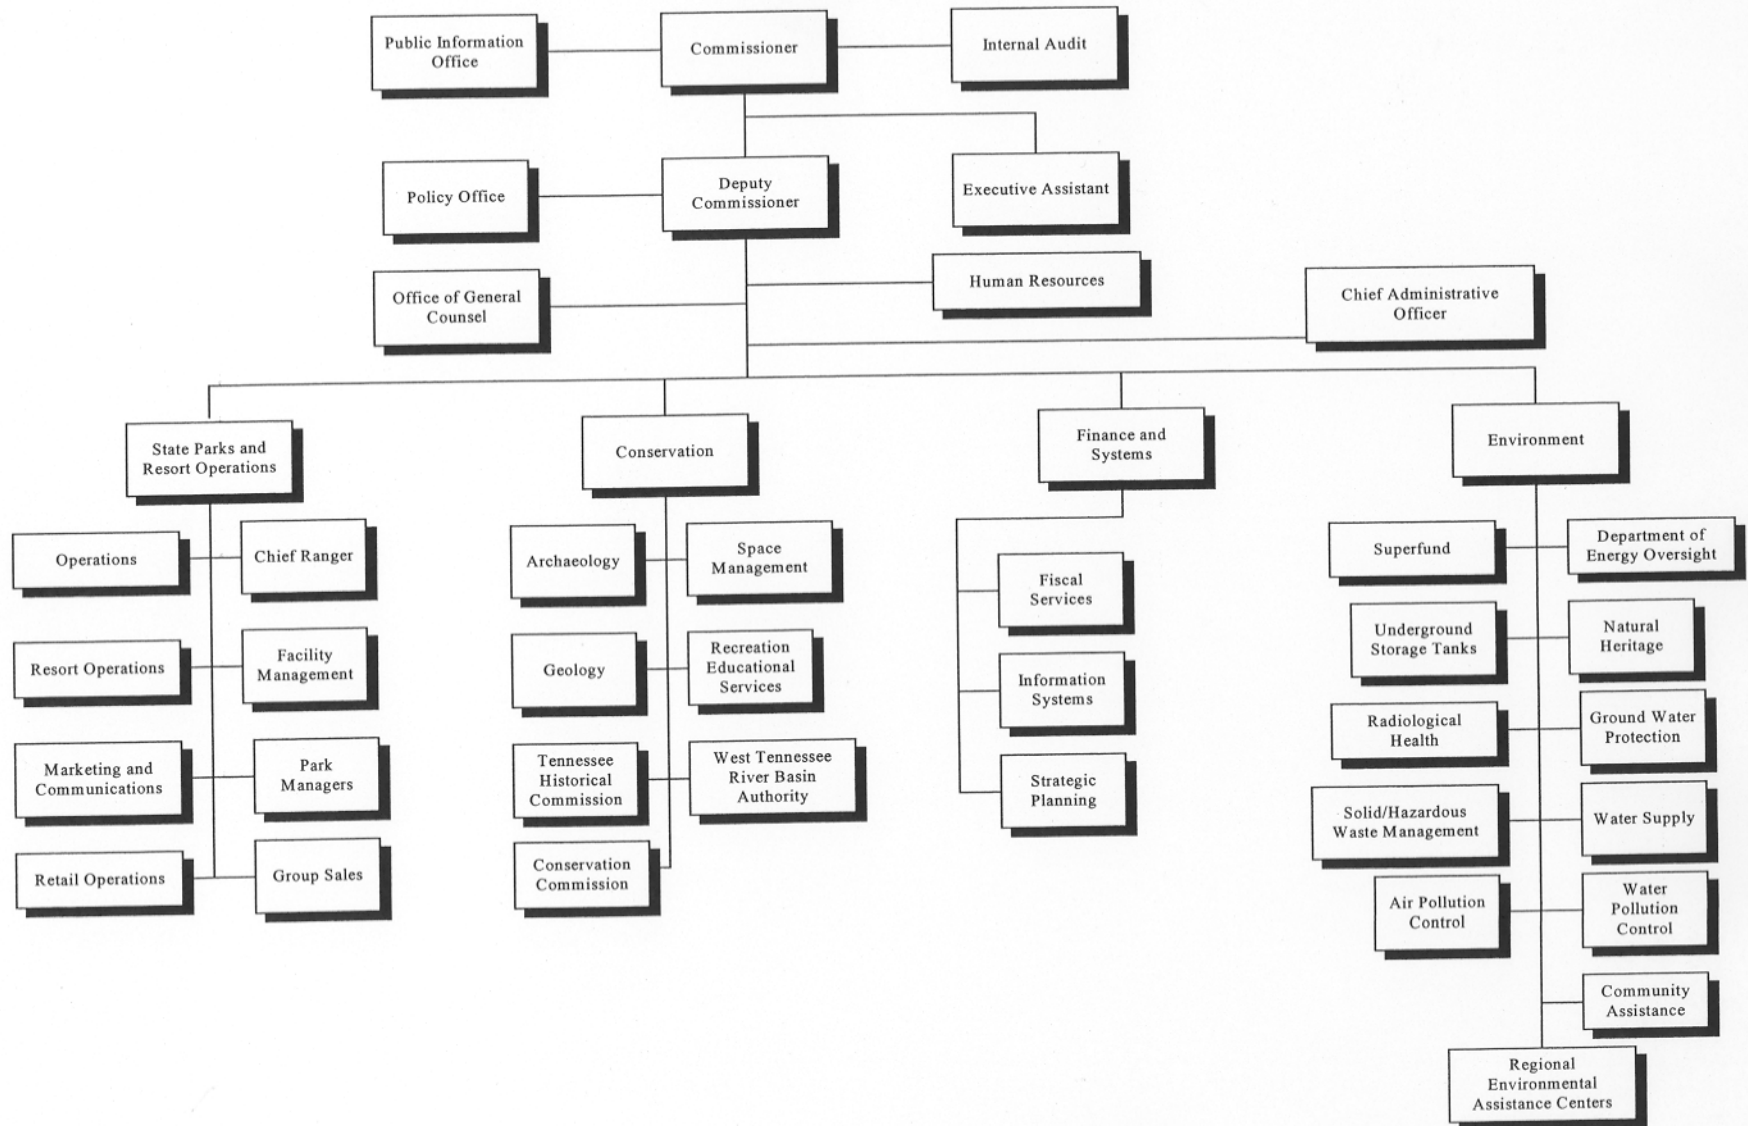 Public Information
Office
Commissioner
Internal Audit
Policy Office
Deputy
Commissioner
Executive Assistant
Office of General
Counsel
Human Resources
Chief Administrative
Officer
State Parks and
Resort Operations
Conservation
Finance and
Systems
Environment
Operations
Chief Ranger
Resort Operations
Facility
Management
Marketing and
Communications
Park
Managers
Retail Operations
Group Sales
Archaeology
Space
Management
Geology
Recreation
Educational
Services
Tennessee
Historical
Commission
West Tennessee
River Basin
Authority
Conservation
Commission
Fiscal
Services
Information
Systems
Strategic
Planning
Superfund
Department of
Energy Oversight
Underground
Storage Tanks
Natural
Heritage
Radiological
Health
Ground Water
Protection
Solid/Hazardous
Waste Management
Water Supply
Air Pollution
Control
Water
Pollution
Control
Community
Assistance
Regional
Environmental
Assistance Centers